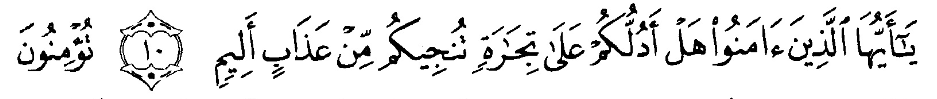 يَٰٓأَيُّهَا ٱلَّذِينَ ءَامَنُواْ هَلۡ أَدُلُّكُمۡ عَلَىٰ تِجَٰرَةٖ تُنجِيكُم مِّنۡ عَذَابٍ أَلِيمٖ ١٠ تُؤۡمِنُونَ